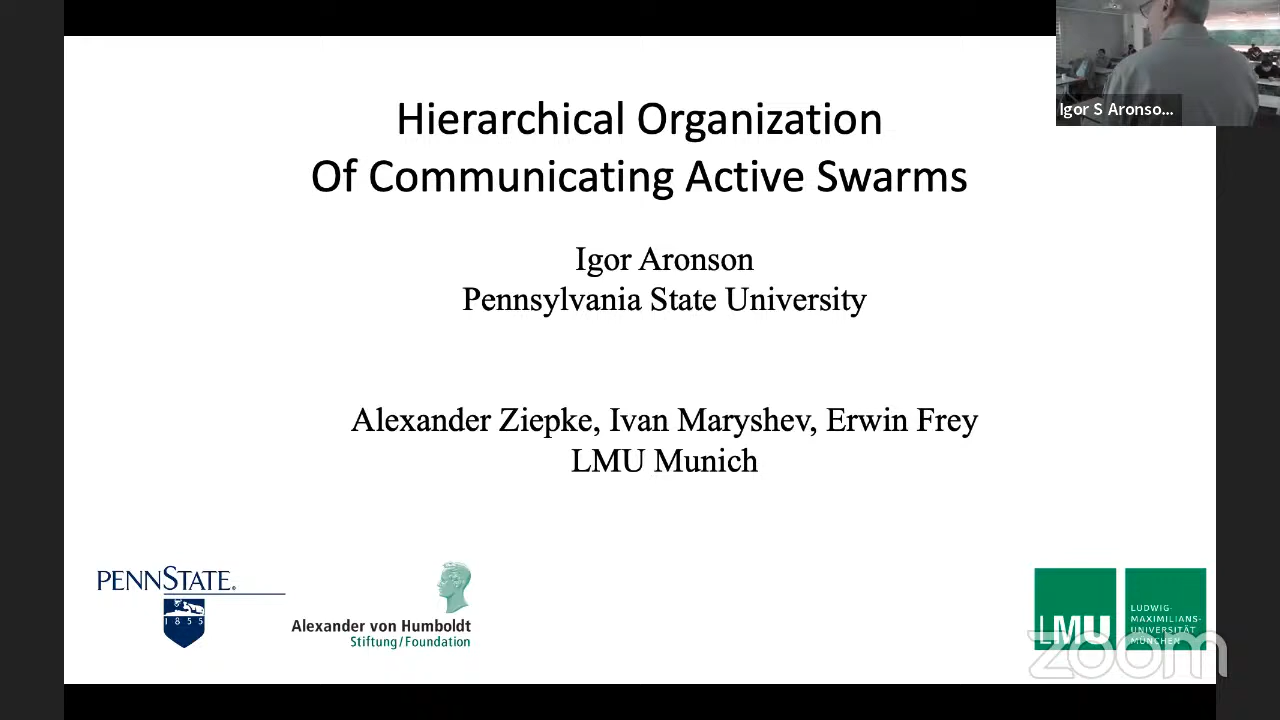 Hierarchical Organization
Of Communicating Active Swarms
Igor S Aronso...
Igor Aronson
Pennsylvania State University
Alexander Ziepke, Ivan Maryshev, Erwin Frey
LMU Munich
PENNSTATE.
1855
Alexander von Humboldt
Stiftung/Foundation
LMU
LUDWIG-
MAXIMILIANS-
UNIVERSITÄT
MÜNCHEN
zoom